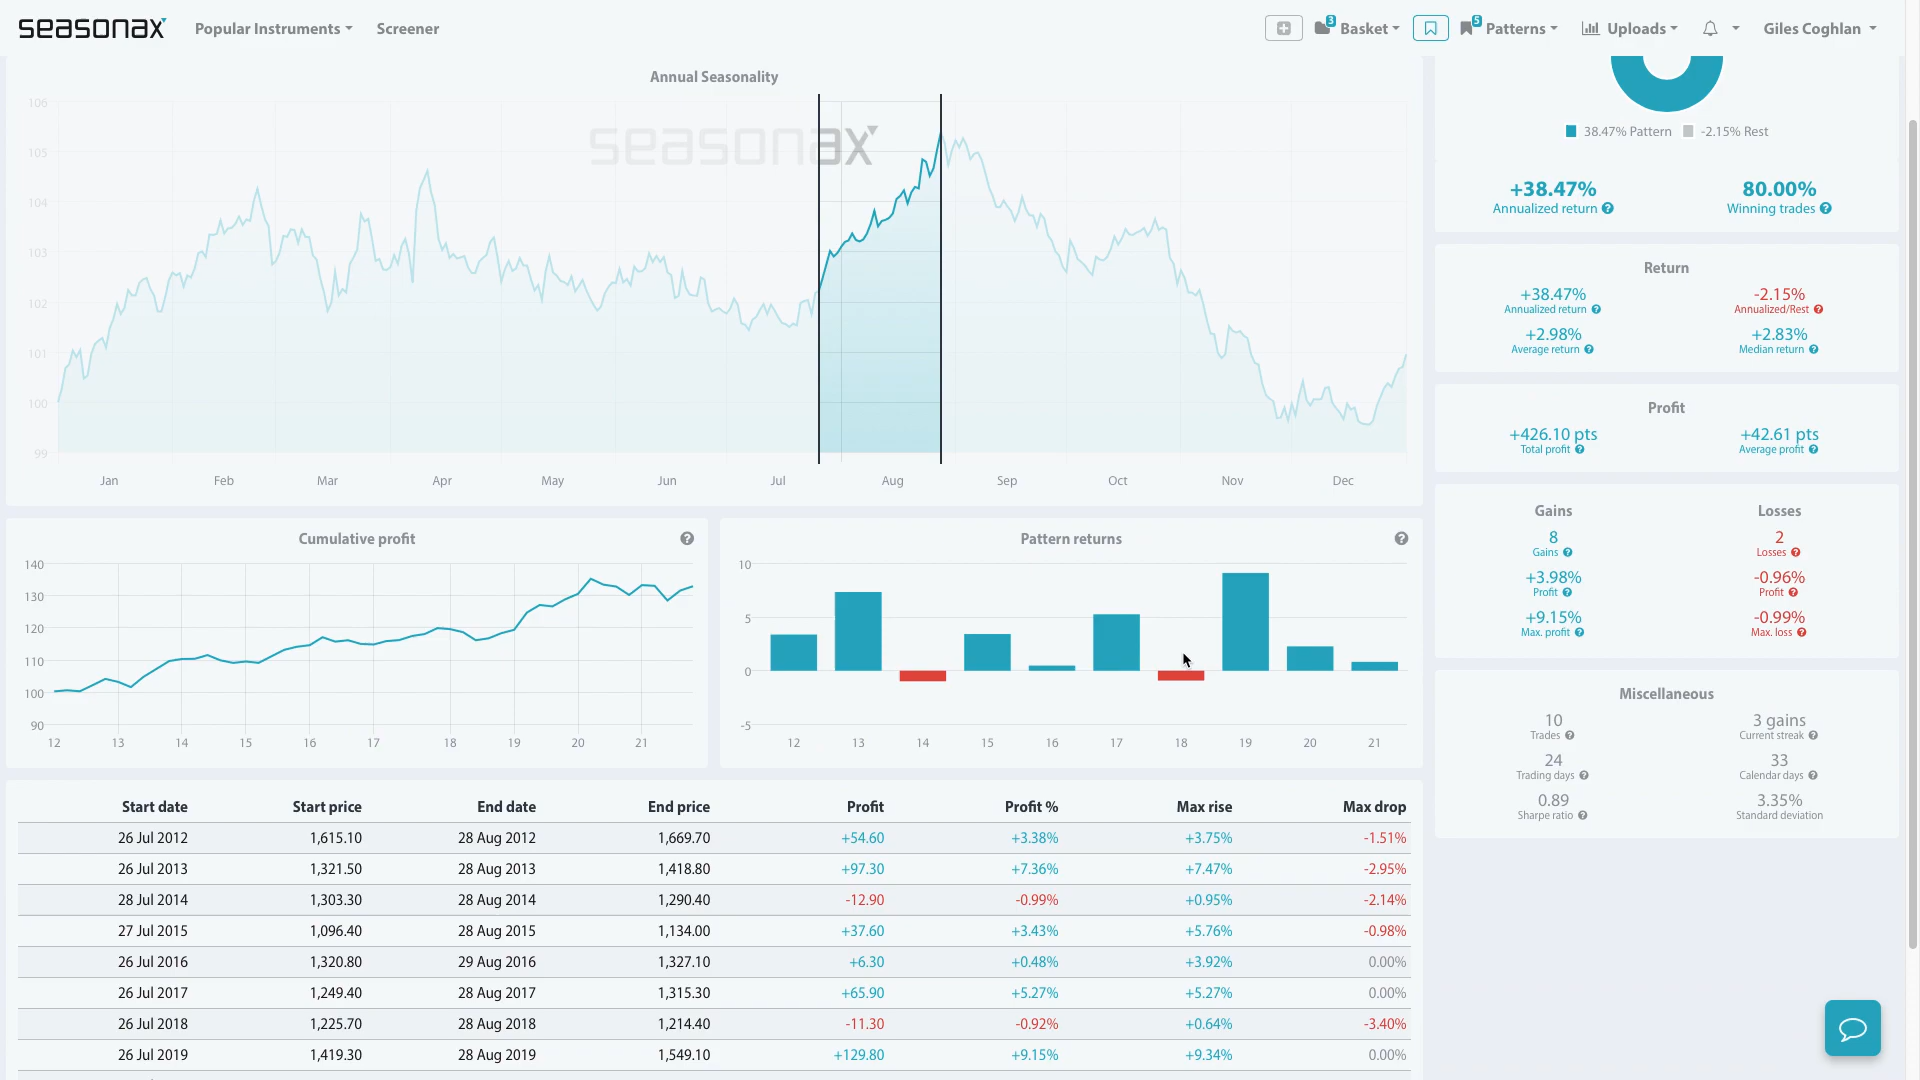 seasonax Popular Instruments Screener 3 Basket 5 Patterns Uploads Giles Coghlan
Annual Seasonality
seasonax
106
105
104
103
102
101
100
99
Jan Feb Mar Apr May Jun Jul Aug Sep Oct Nov Dec
38.47% Pattern -2.15% Rest
+38.47% 80.00%
Annualized return Winning trades
Return
+38.47% -2.15%
Annualized return Annualized/Rest
+2.98% +2.83%
Average return Median return
Profit
+426.10 pts +42.61 pts
Total profit Average profit
Gains Losses
8 2
Gains Losses
+3.98% -0.96%
Profit Profit
+9.15% -0.99%
Max. profit Max. loss
Miscellaneous
10 3 gains
Trades Current streak
24 33
Trading days Calendar days
0.89 3.35%
Sharpe ratio Standard deviation
Cumulative profit
140
130
120
110
100
90
12 13 14 15 16 17 18 19 20 21
Pattern returns
10
5
0
-5
12 13 14 15 16 17 18 19 20 21
Start date Start price End date End price Profit Profit % Max rise Max drop
26 Jul 2012 1,615.10 28 Aug 2012 1,669.70 +54.60 +3.38% +3.75% -1.51%
26 Jul 2013 1,321.50 28 Aug 2013 1,418.80 +97.30 +7.36% +7.47% -2.95%
28 Jul 2014 1,303.30 28 Aug 2014 1,290.40 -12.90 -0.99% +0.95% -2.14%
27 Jul 2015 1,096.40 28 Aug 2015 1,134.00 +37.60 +3.43% +5.76% -0.98%
26 Jul 2016 1,320.80 29 Aug 2016 1,327.10 +6.30 +0.48% +3.92% 0.00%
26 Jul 2017 1,249.40 28 Aug 2017 1,315.30 +65.90 +5.27% +5.27% 0.00%
26 Jul 2018 1,225.70 28 Aug 2018 1,214.40 -11.30 -0.92% +0.64% -3.40%
26 Jul 2019 1,419.30 28 Aug 2019 1,549.10 +129.80 +9.15% +9.34% 0.00%